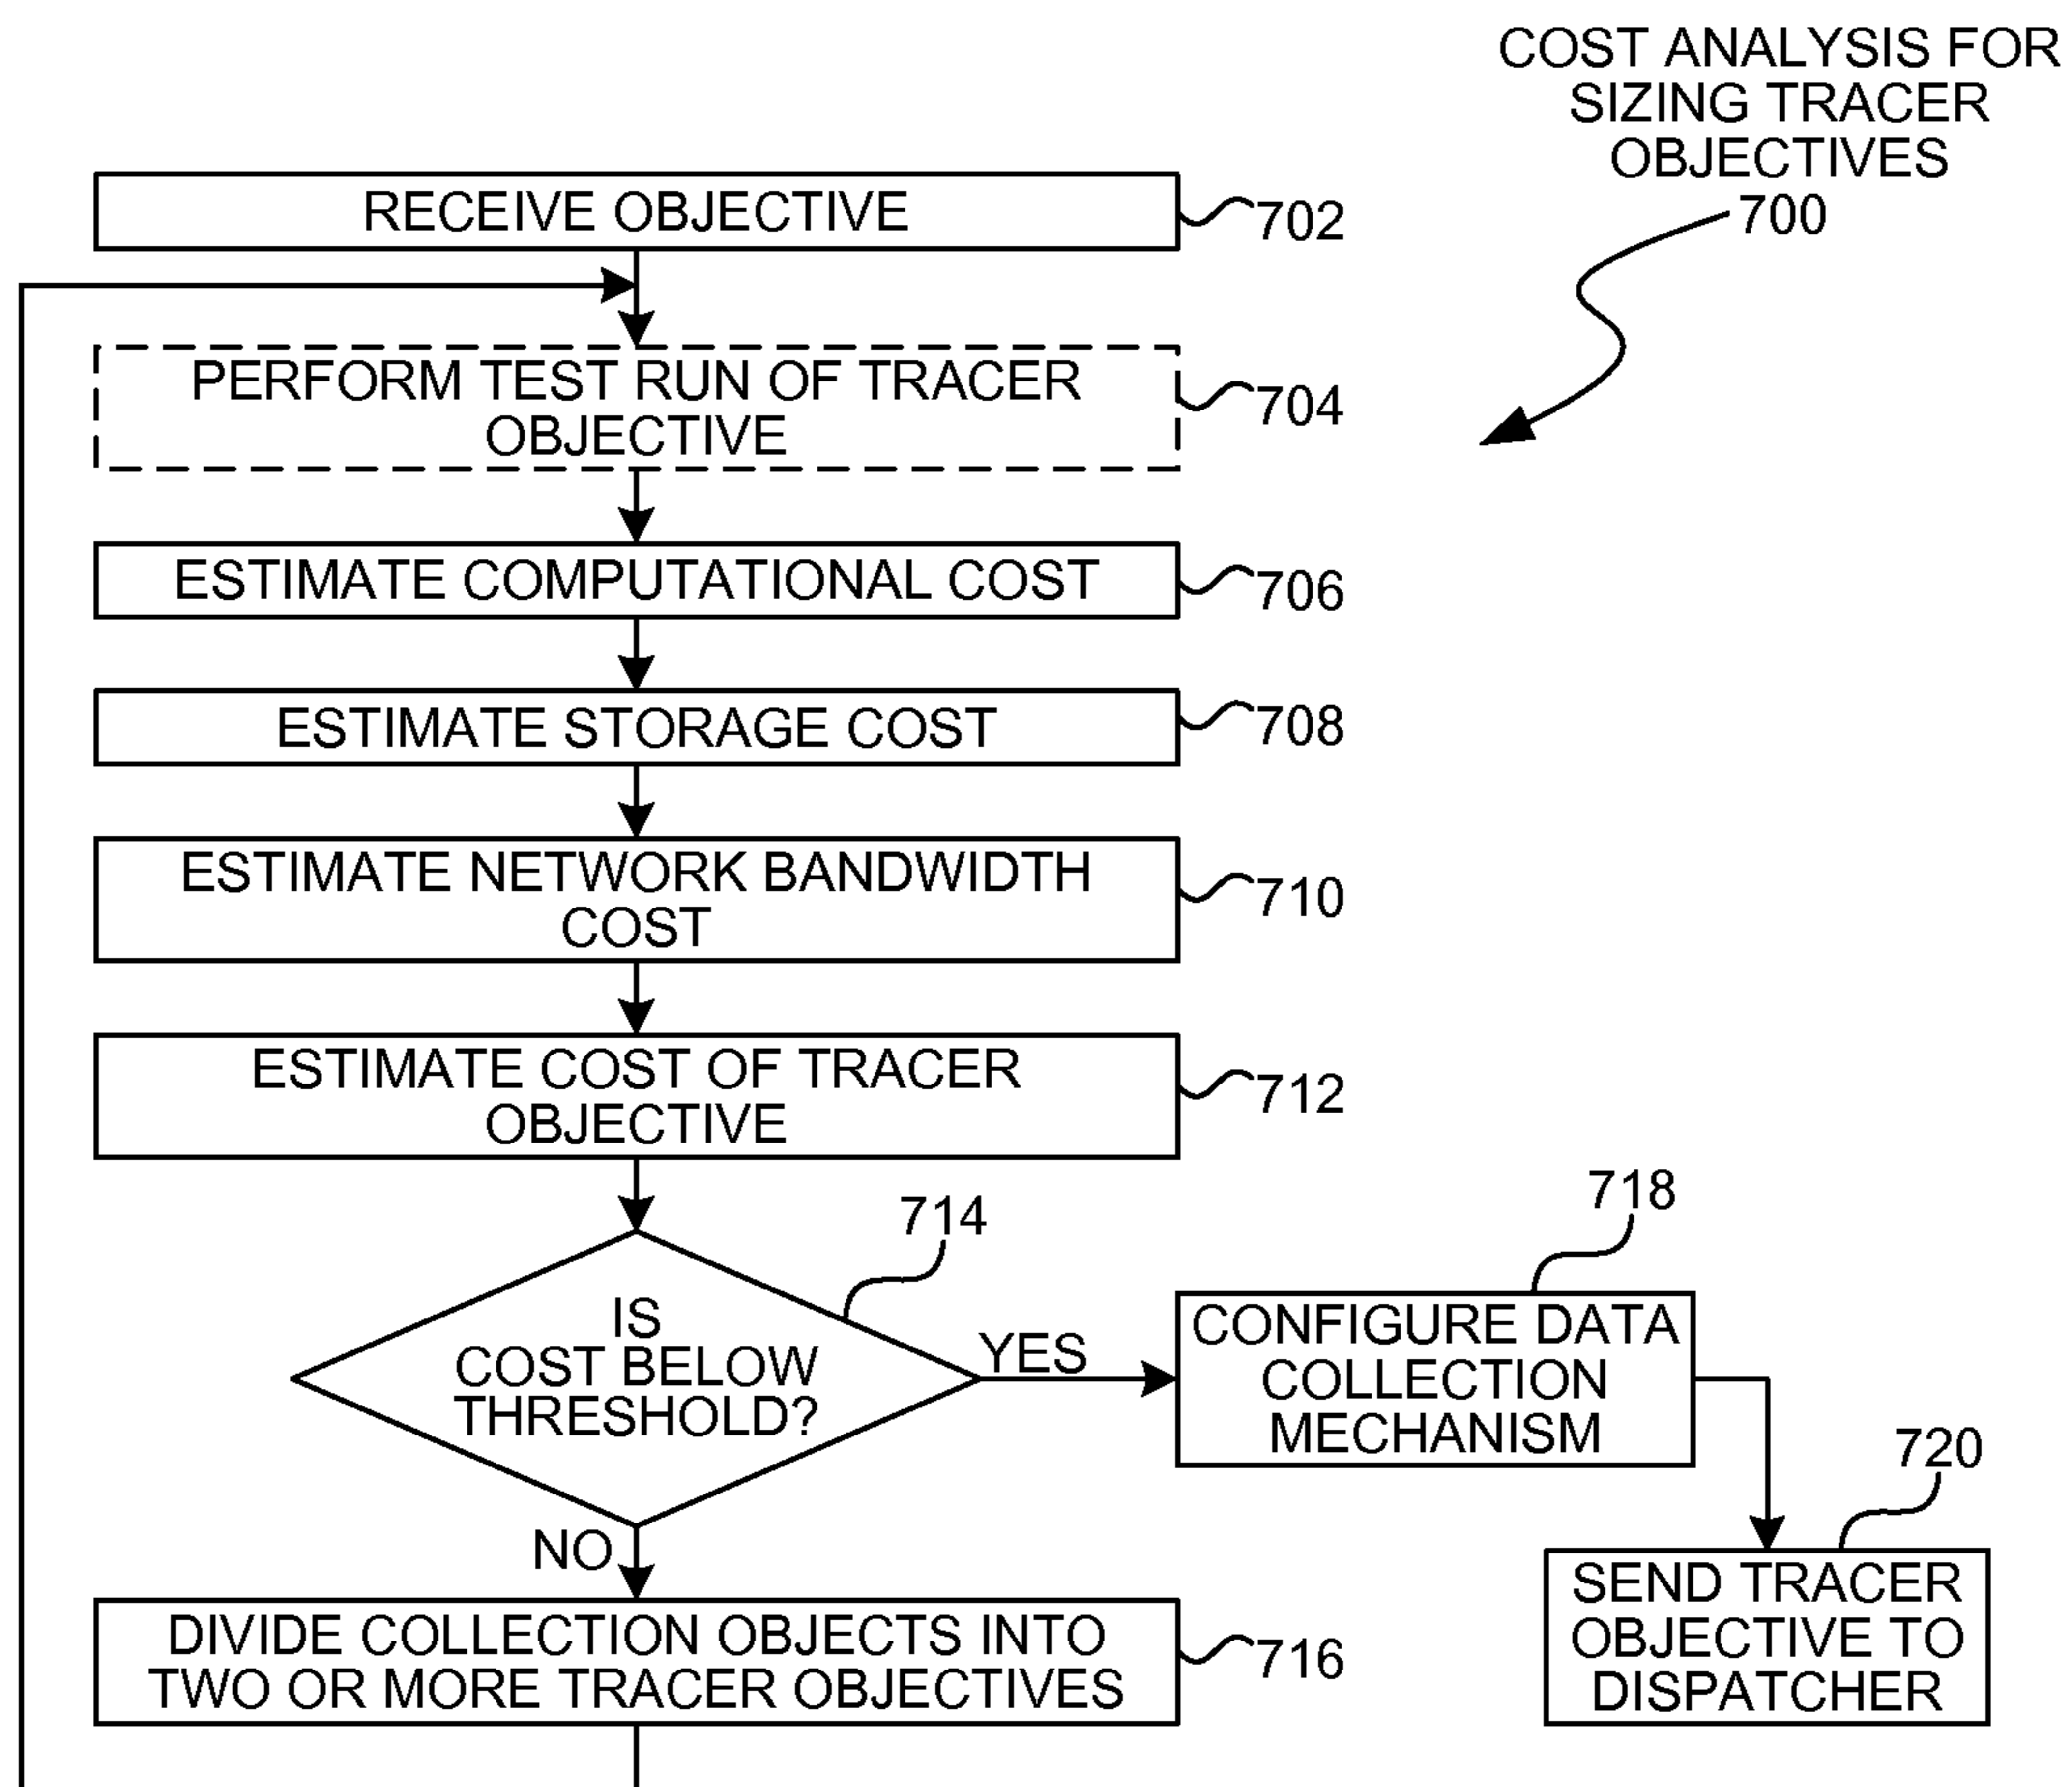 COST ANALYSIS FOR
SIZING TRACER
OBJECTIVES
700
RECEIVE OBJECTIVE
702
PERFORM TEST RUN OF TRACER
OBJECTIVE
704
ESTIMATE COMPUTATIONAL COST
706
ESTIMATE STORAGE COST
708
ESTIMATE NETWORK BANDWIDTH
COST
710
ESTIMATE COST OF TRACER
OBJECTIVE
712
714
IS
COST BELOW
THRESHOLD?
YES
NO
718
CONFIGURE DATA
COLLECTION
MECHANISM
720
SEND TRACER
OBJECTIVE TO
DISPATCHER
DIVIDE COLLECTION OBJECTS INTO
TWO OR MORE TRACER OBJECTIVES
716